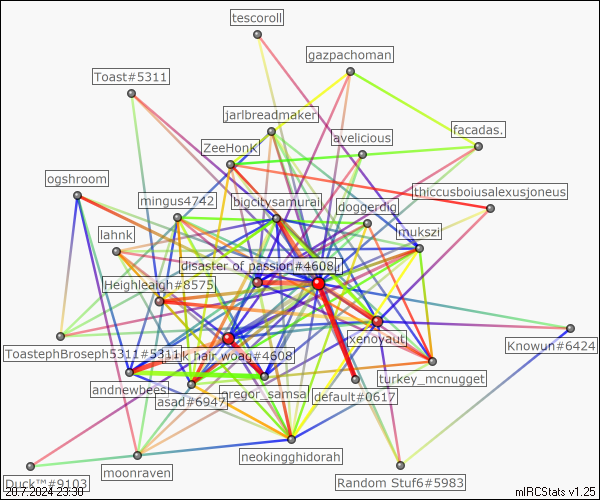 tescoroll
gazpachoman
Toast#5311
jarlbreadmaker
facadas.
avelicious
ZeeHonK
ogshroom
thiccusboiusalexusjoneus
mingus4742
bigcitysamurai
doggerdig
lahnk
mukszi
disaster of passion#4608
Heighleaigh#8575
xenoyaut
Knowun#6424
ToastephBroseph5311#5311
hair woag#4608
turkey_mcnugget
andnewbees
gregor_samsa
default#0617
asad#6947
neokingghidorah
moonraven
Duck™#9103
Random Stuf6#5983
20.7.2024 23:30
mIRCStats v1.25